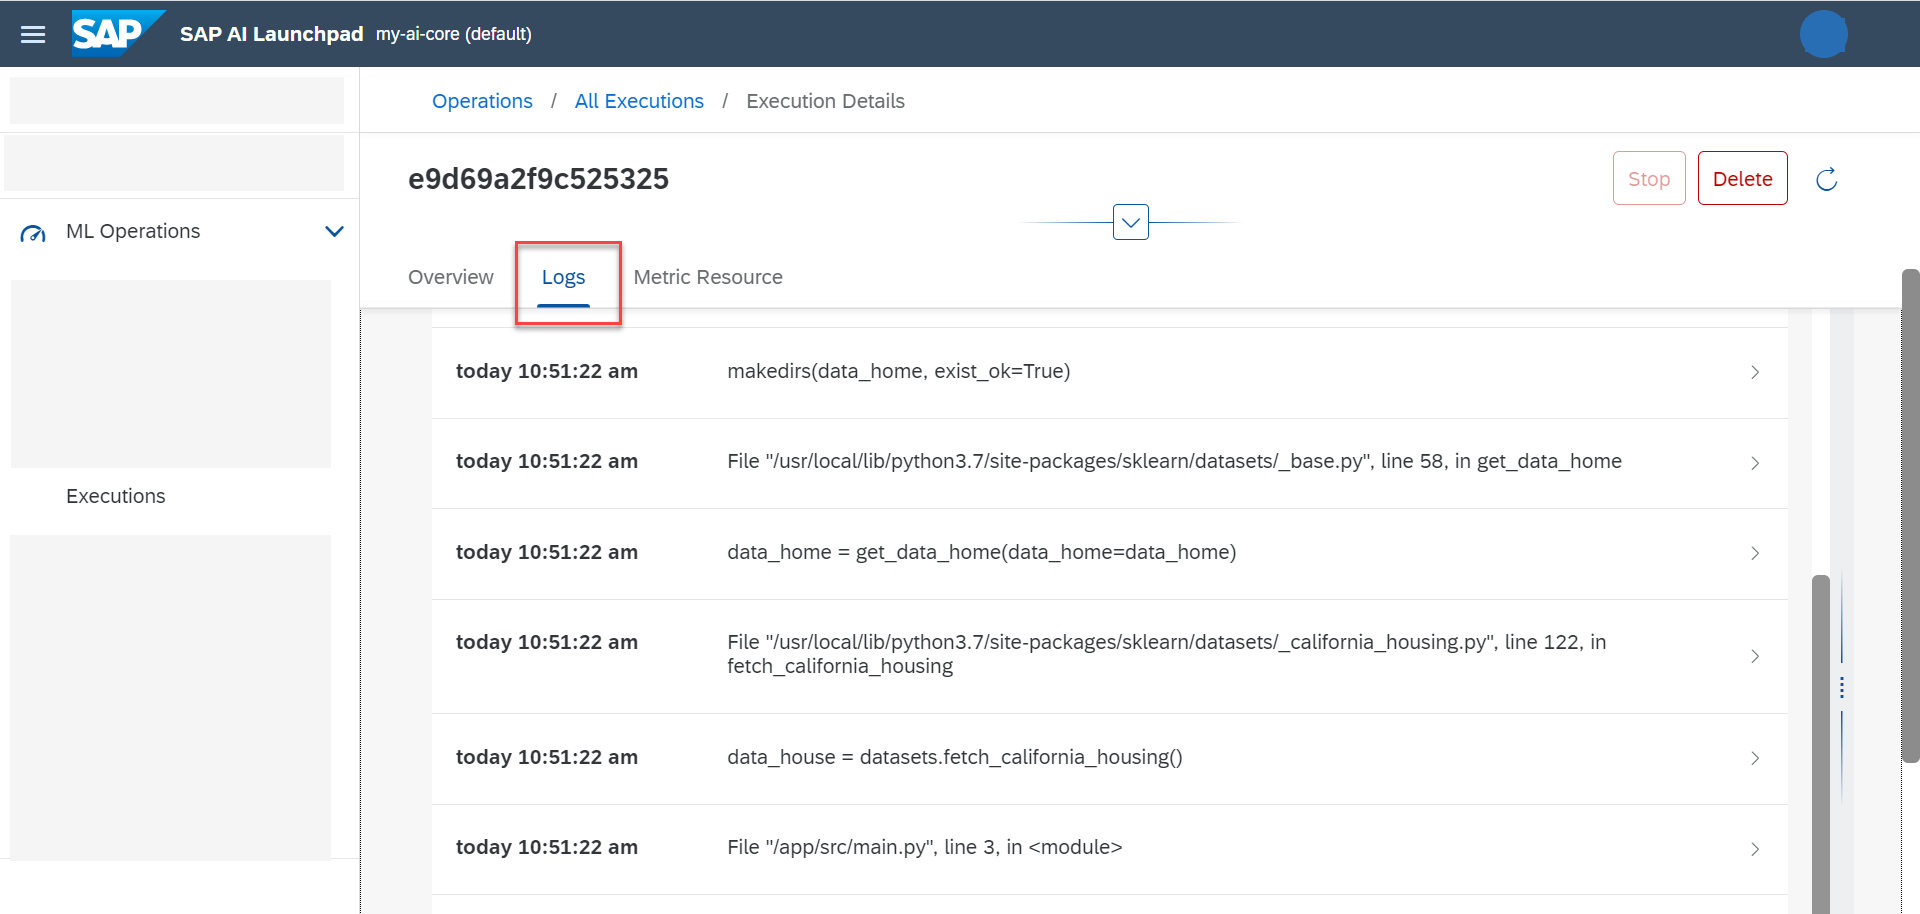 SAP SAP AI Launchpad my-ai-core (default)
Operations / All Executions / Execution Details
e9d69a2f9c525325
Stop Delete
ML Operations
Executions
Overview Logs Metric Resource
today 10:51:22 am makedirs(data_home, exist_ok=True)
today 10:51:22 am File "/usr/local/lib/python3.7/site-packages/sklearn/datasets/_base.py", line 58, in get_data_home
today 10:51:22 am data_home = get_data_home(data_home=data_home)
today 10:51:22 am File "/usr/local/lib/python3.7/site-packages/sklearn/datasets/_california_housing.py", line 122, in
fetch_california_housing
today 10:51:22 am data_house = datasets.fetch_california_housing()
today 10:51:22 am File "/app/src/main.py", line 3, in <module>